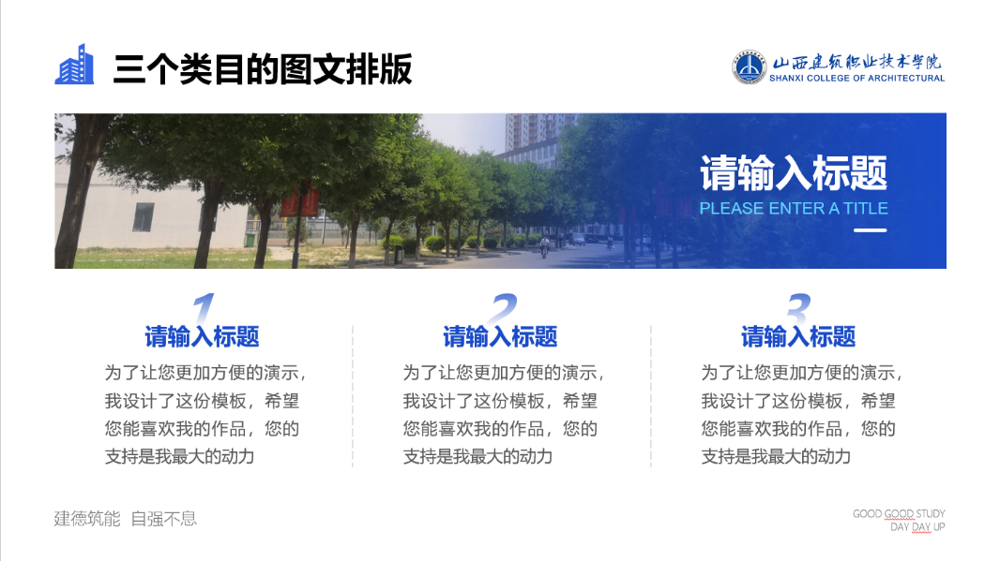 三个类目的图文排版
山西建筑职业技术学院
SHANXI COLLEGE OF ARCHITECTURAL
请输入标题
PLEASE ENTER A TITLE
1
请输入标题
为了让您更加方便的演示，
我设计了这份模板，希望
您能喜欢我的作品，您的
支持是我最大的动力
2
请输入标题
为了让您更加方便的演示，
我设计了这份模板，希望
您能喜欢我的作品，您的
支持是我最大的动力
3
请输入标题
为了让您更加方便的演示，
我设计了这份模板，希望
您能喜欢我的作品，您的
支持是我最大的动力
建德筑能 自强不息
GOOD GOOD STUDY
DAY DAY UP